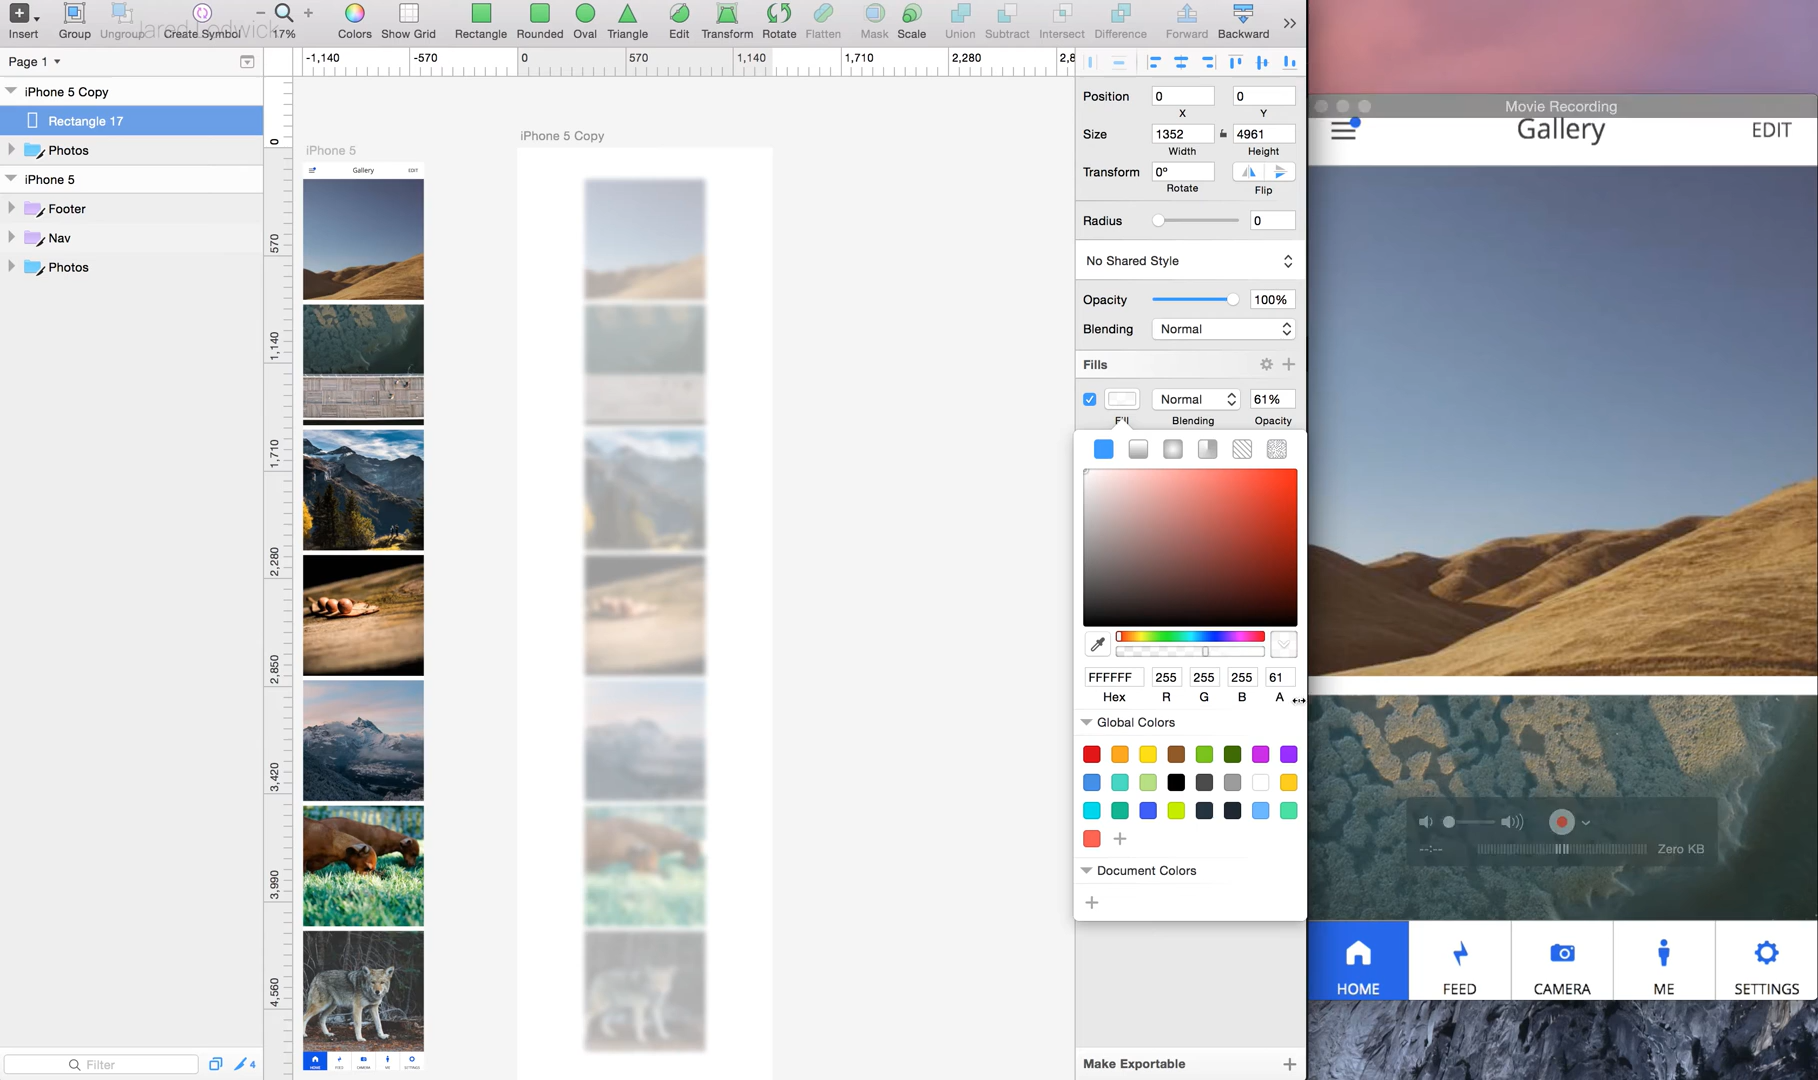 Insert Group Ungroup Create Symbol 17% Colors Show Grid Rectangle Rounded Oval Triangle Edit Transform Rotate Flatten Mask Scale Union Subtract Intersect Difference Forward Backward
Page 1
-1,140 -570 0 570 1,140 1,710 2,280 2,8
iPhone 5 Copy
Rectangle 17
Photos
iPhone 5
Footer
Nav
Photos
Filter
4
0
570
1,140
1,710
2,280
2,850
3,420
3,990
4,560
iPhone 5
Gallery EDIT
HOME FEED CAMERA ME SETTINGS
iPhone 5 Copy
Position 0 0
X Y
Size 1352 4961
Width Height
Transform 0°
Rotate Flip
Radius 0
No Shared Style
Opacity 100%
Blending Normal
Fills
Normal 61%
Fill Blending Opacity
FFFFFF 255 255 255 61
Hex R G B A
Global Colors
Document Colors
Make Exportable
Movie Recording
Gallery EDIT
--:-- Zero KB
HOME FEED CAMERA ME SETTINGS